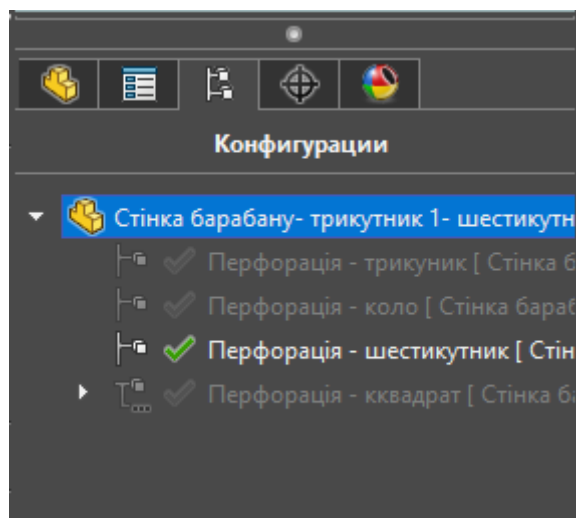 Конфигурации
Стінка барабану- трикутник 1- шестикутн
Перфорація - трикуник [ Стінка б
Перфорація - коло [ Стінка бараб
Перфорація - шестикутник [ Стін
Перфорація - ккваdrат [ Стінка ба